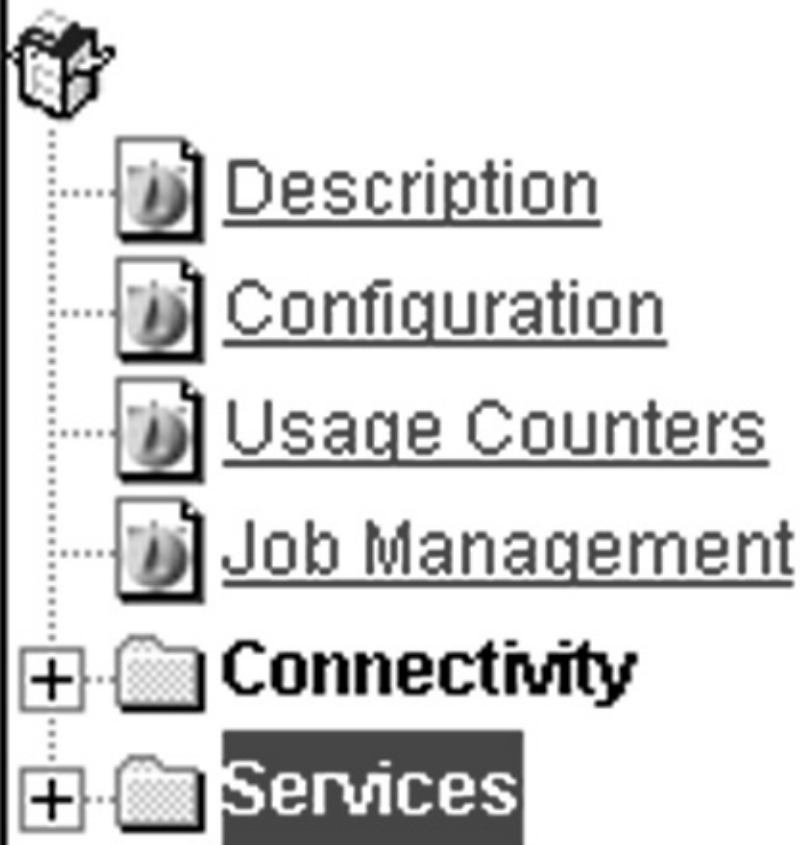 Description
Configuration
Usage Counters
Job Management
Connectivity
Services